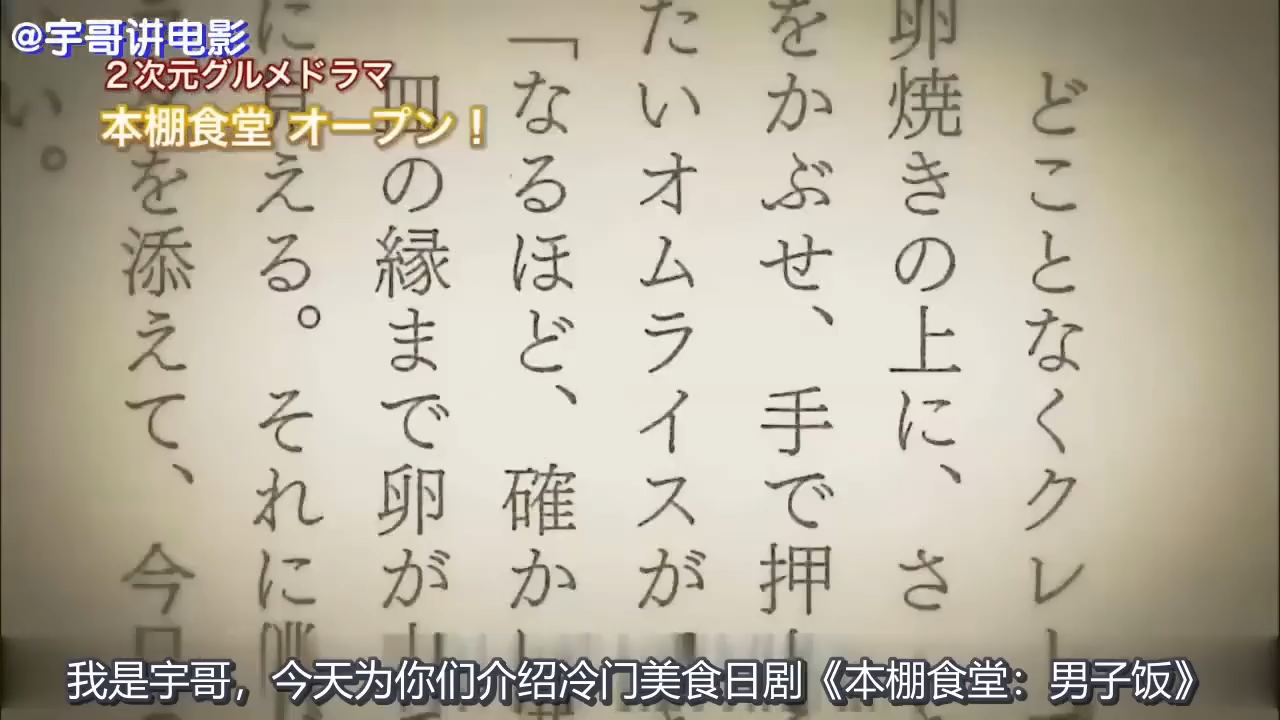 @宇哥讲电影
2次元グルメドラマ
本棚食堂 オープン!
どことなくクレ
卵焼きの上に、さ
をかぶせ、手で押
たいオムライスが
「なるほど、確か
皿の縁まで卵が
に見える。それに
を添えて、今
い。
我是宇哥，今天为你们介绍冷门美食日剧《本棚食堂：男子饭》